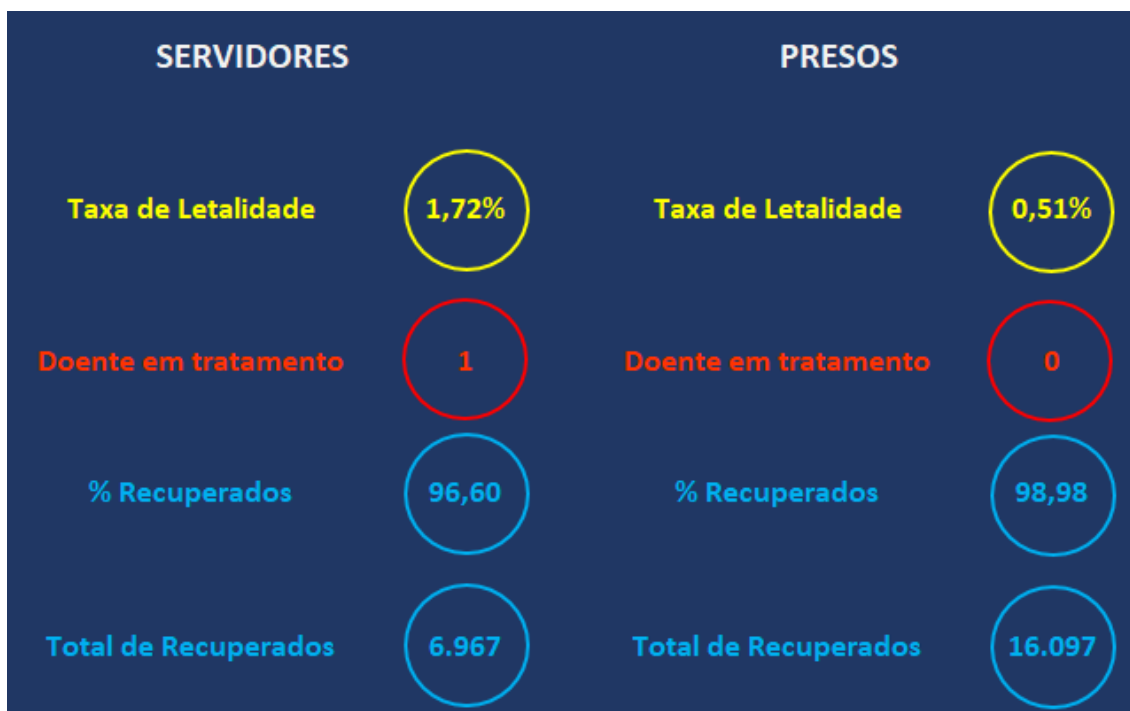 SERVIDORES
PRESOS
Taxa de Letalidade
1,72%
Taxa de Letalidade
0,51%
Doente em tratamento
1
Doente em tratamento
0
% Recuperados
96,60
% Recuperados
98,98
Total de Recuperados
6.967
Total de Recuperados
16.097